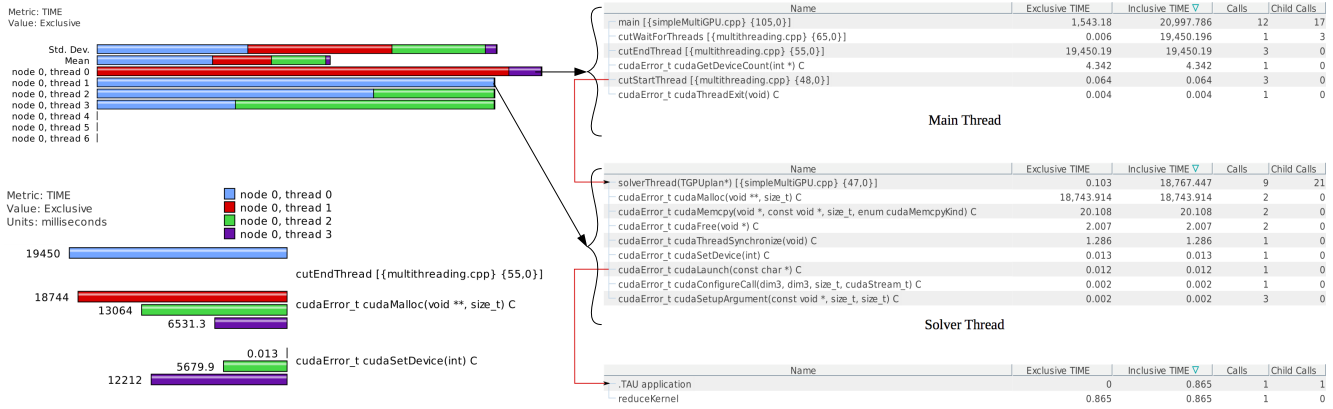 Metric: TIME
Value: Exclusive
Std. Dev.
Mean
node 0, thread 0
node 0, thread 1
node 0, thread 2
node 0, thread 3
node 0, thread 4
node 0, thread 5
node 0, thread 6
Metric: TIME
Value: Exclusive
Units: milliseconds
node 0, thread 0
node 0, thread 1
node 0, thread 2
node 0, thread 3
19450
cutEndThread [{multithreading.cpp} {55,0}]
18744
13064
cudaError_t cudaMalloc(void **, size_t) C
6531.3
0.013
cudaError_t cudaSetDevice(int) C
5679.9
12212
Name Exclusive TIME Inclusive TIME ∇ Calls Child Calls
main [{simpleMultiGPU.cpp} {105,0}] 1,543.18 20,997.786 12 17
cutWaitForThreads [{multithreading.cpp} {65,0}] 0.006 19,450.196 1 3
cutEndThread [{multithreading.cpp} {55,0}] 19,450.19 19,450.19 3 0
cudaError_t cudaGetDeviceCount(int *) C 4.342 4.342 1 0
cutStartThread [{multithreading.cpp} {48,0}] 0.064 0.064 3 0
cudaError_t cudaThreadExit(void) C 0.004 0.004 1 0
Main Thread
Name Exclusive TIME Inclusive TIME ∇ Calls Child Calls
solverThread(TGPUplan*) [{simpleMultiGPU.cpp} {47,0}] 0.103 18,767.447 9 21
cudaError_t cudaMalloc(void **, size_t) C 18,743.914 18,743.914 2 0
cudaError_t cudaMemcpy(void *, const void *, size_t, enum cudaMemcpyKind) C 20.108 20.108 2 0
cudaError_t cudaFree(void *) C 2.007 2.007 2 0
cudaError_t cudaThreadSynchronize(void) C 1.286 1.286 1 0
cudaError_t cudaSetDevice(int) C 0.013 0.013 1 0
cudaError_t cudaLaunch(const char *) C 0.012 0.012 1 0
cudaError_t cudaConfigureCall(dim3, dim3, size_t, cudaStream_t) C 0.002 0.002 1 0
cudaError_t cudaSetupArgument(const void *, size_t, size_t) C 0.002 0.002 3 0
Solver Thread
Name Exclusive TIME Inclusive TIME ∇ Calls Child Calls
.TAU application 0 0.865 1 1
reduceKernel 0.865 0.865 1 0